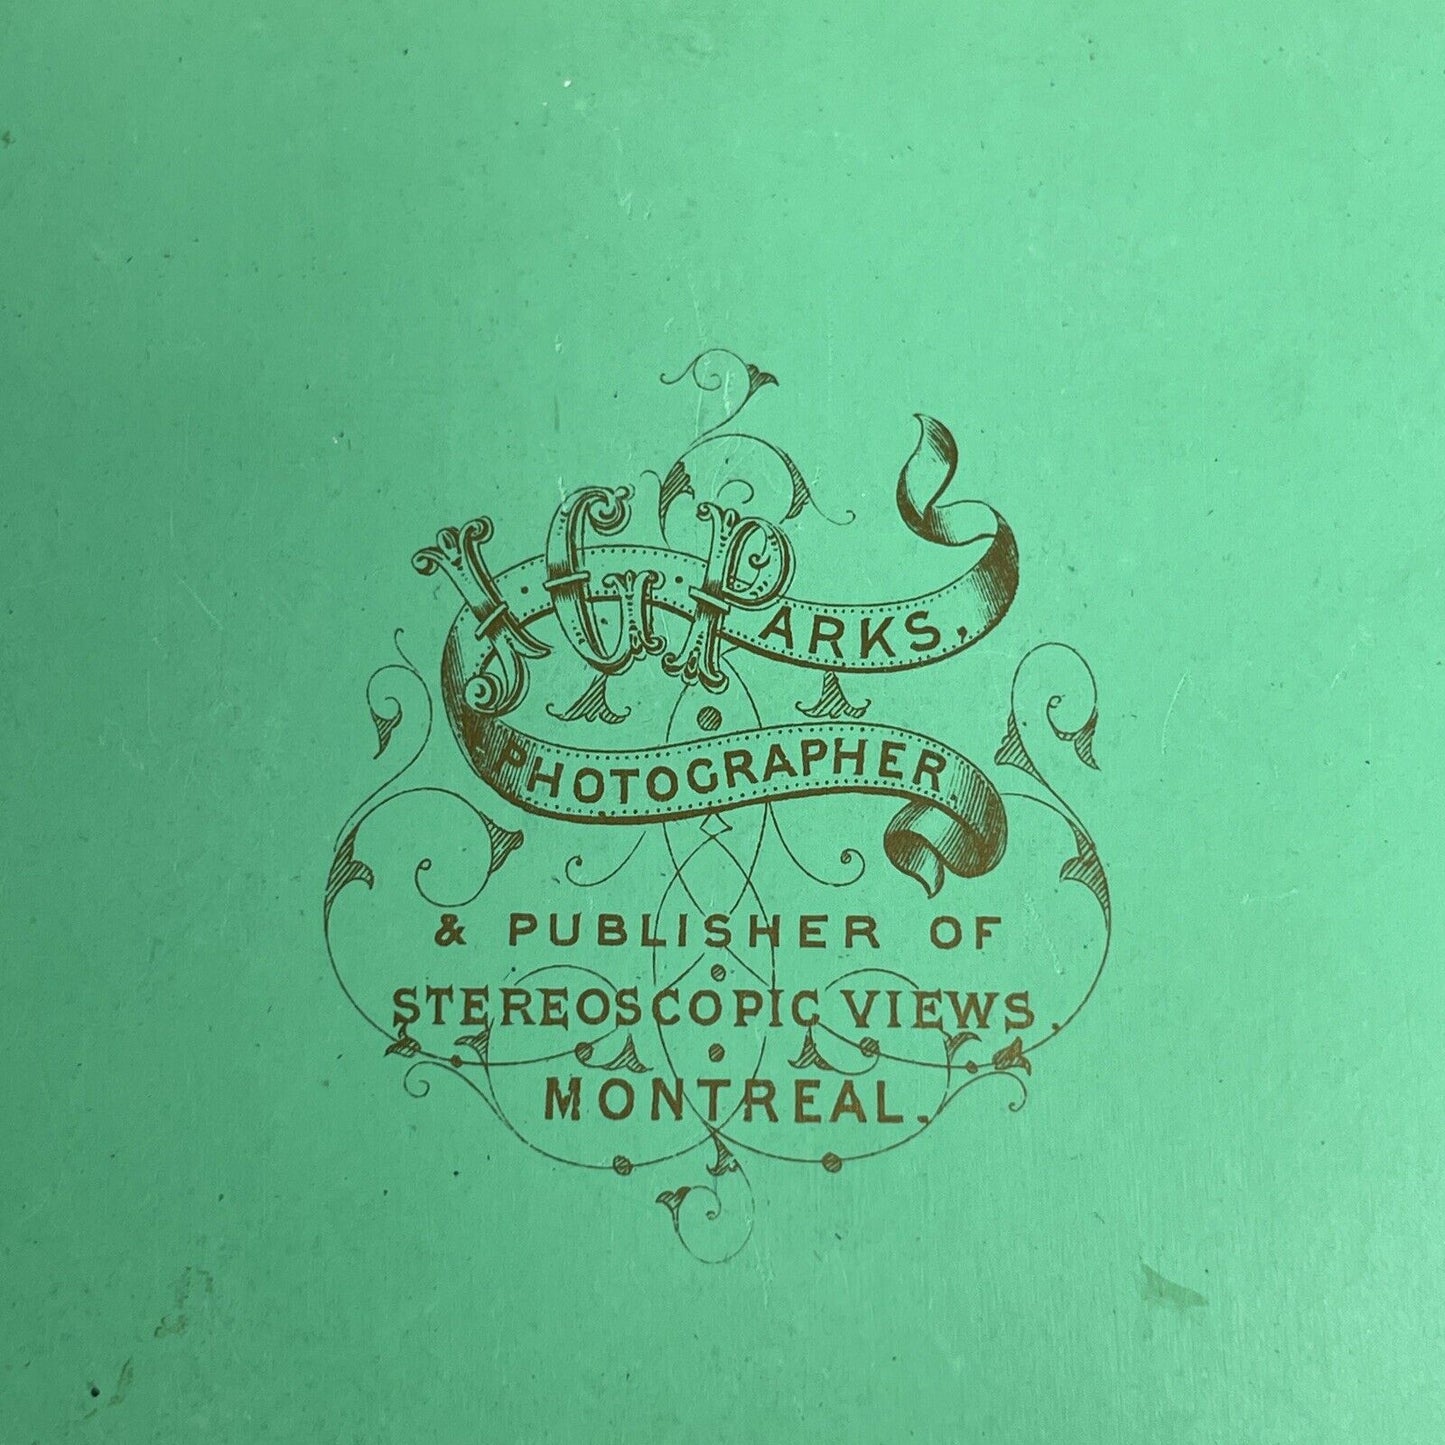 J. G. PARKS,
PHOTOGRAPHER.
& PUBLISHER OF
STEREOSCOPIC VIEWS.
MONTREAL.